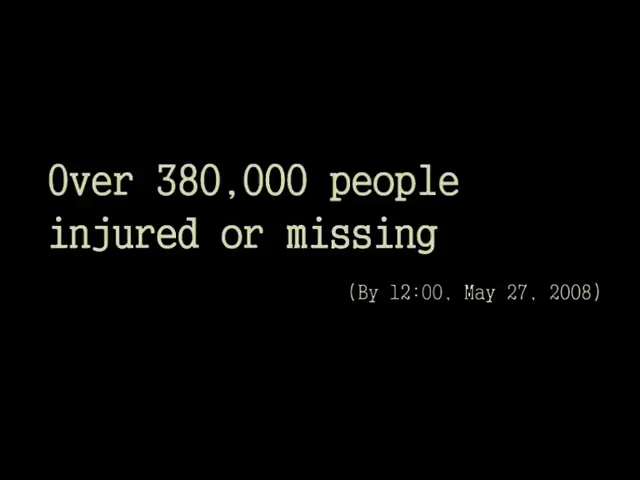 Over 380,000 people
injured or missing
(By 12:00, May 27, 2008)